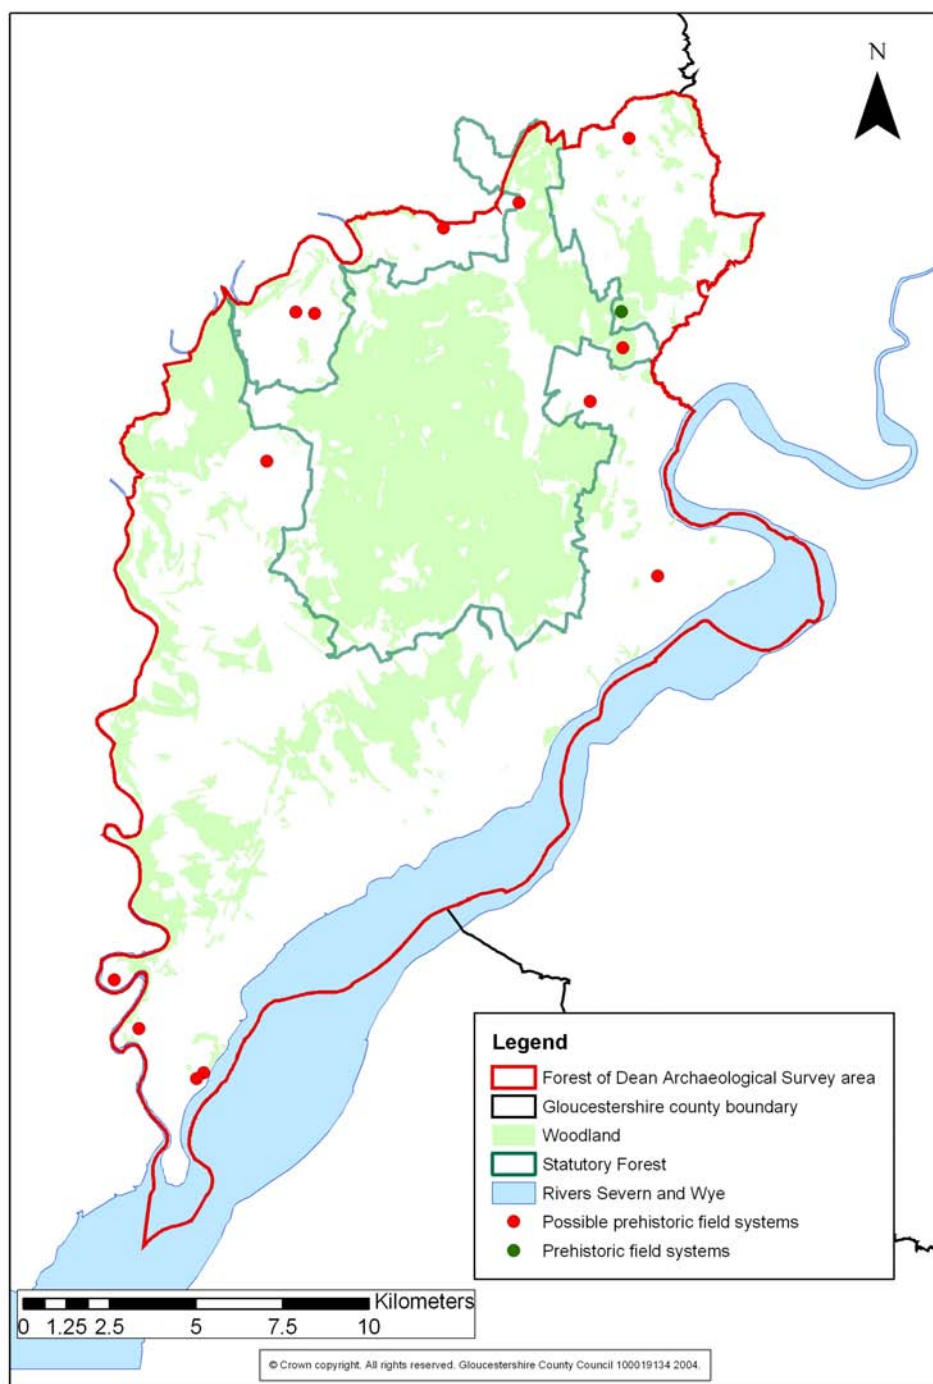 N
Legend
Forest of Dean Archaeological Survey area
Gloucestershire county boundary
Woodland
Statutory Forest
Rivers Severn and Wye
Possible prehistoric field systems
Prehistoric field systems
Kilometers
0 1.25 2.5 5 7.5 10
© Crown copyright. All rights reserved. Gloucestershire County Council 100019134 2004.